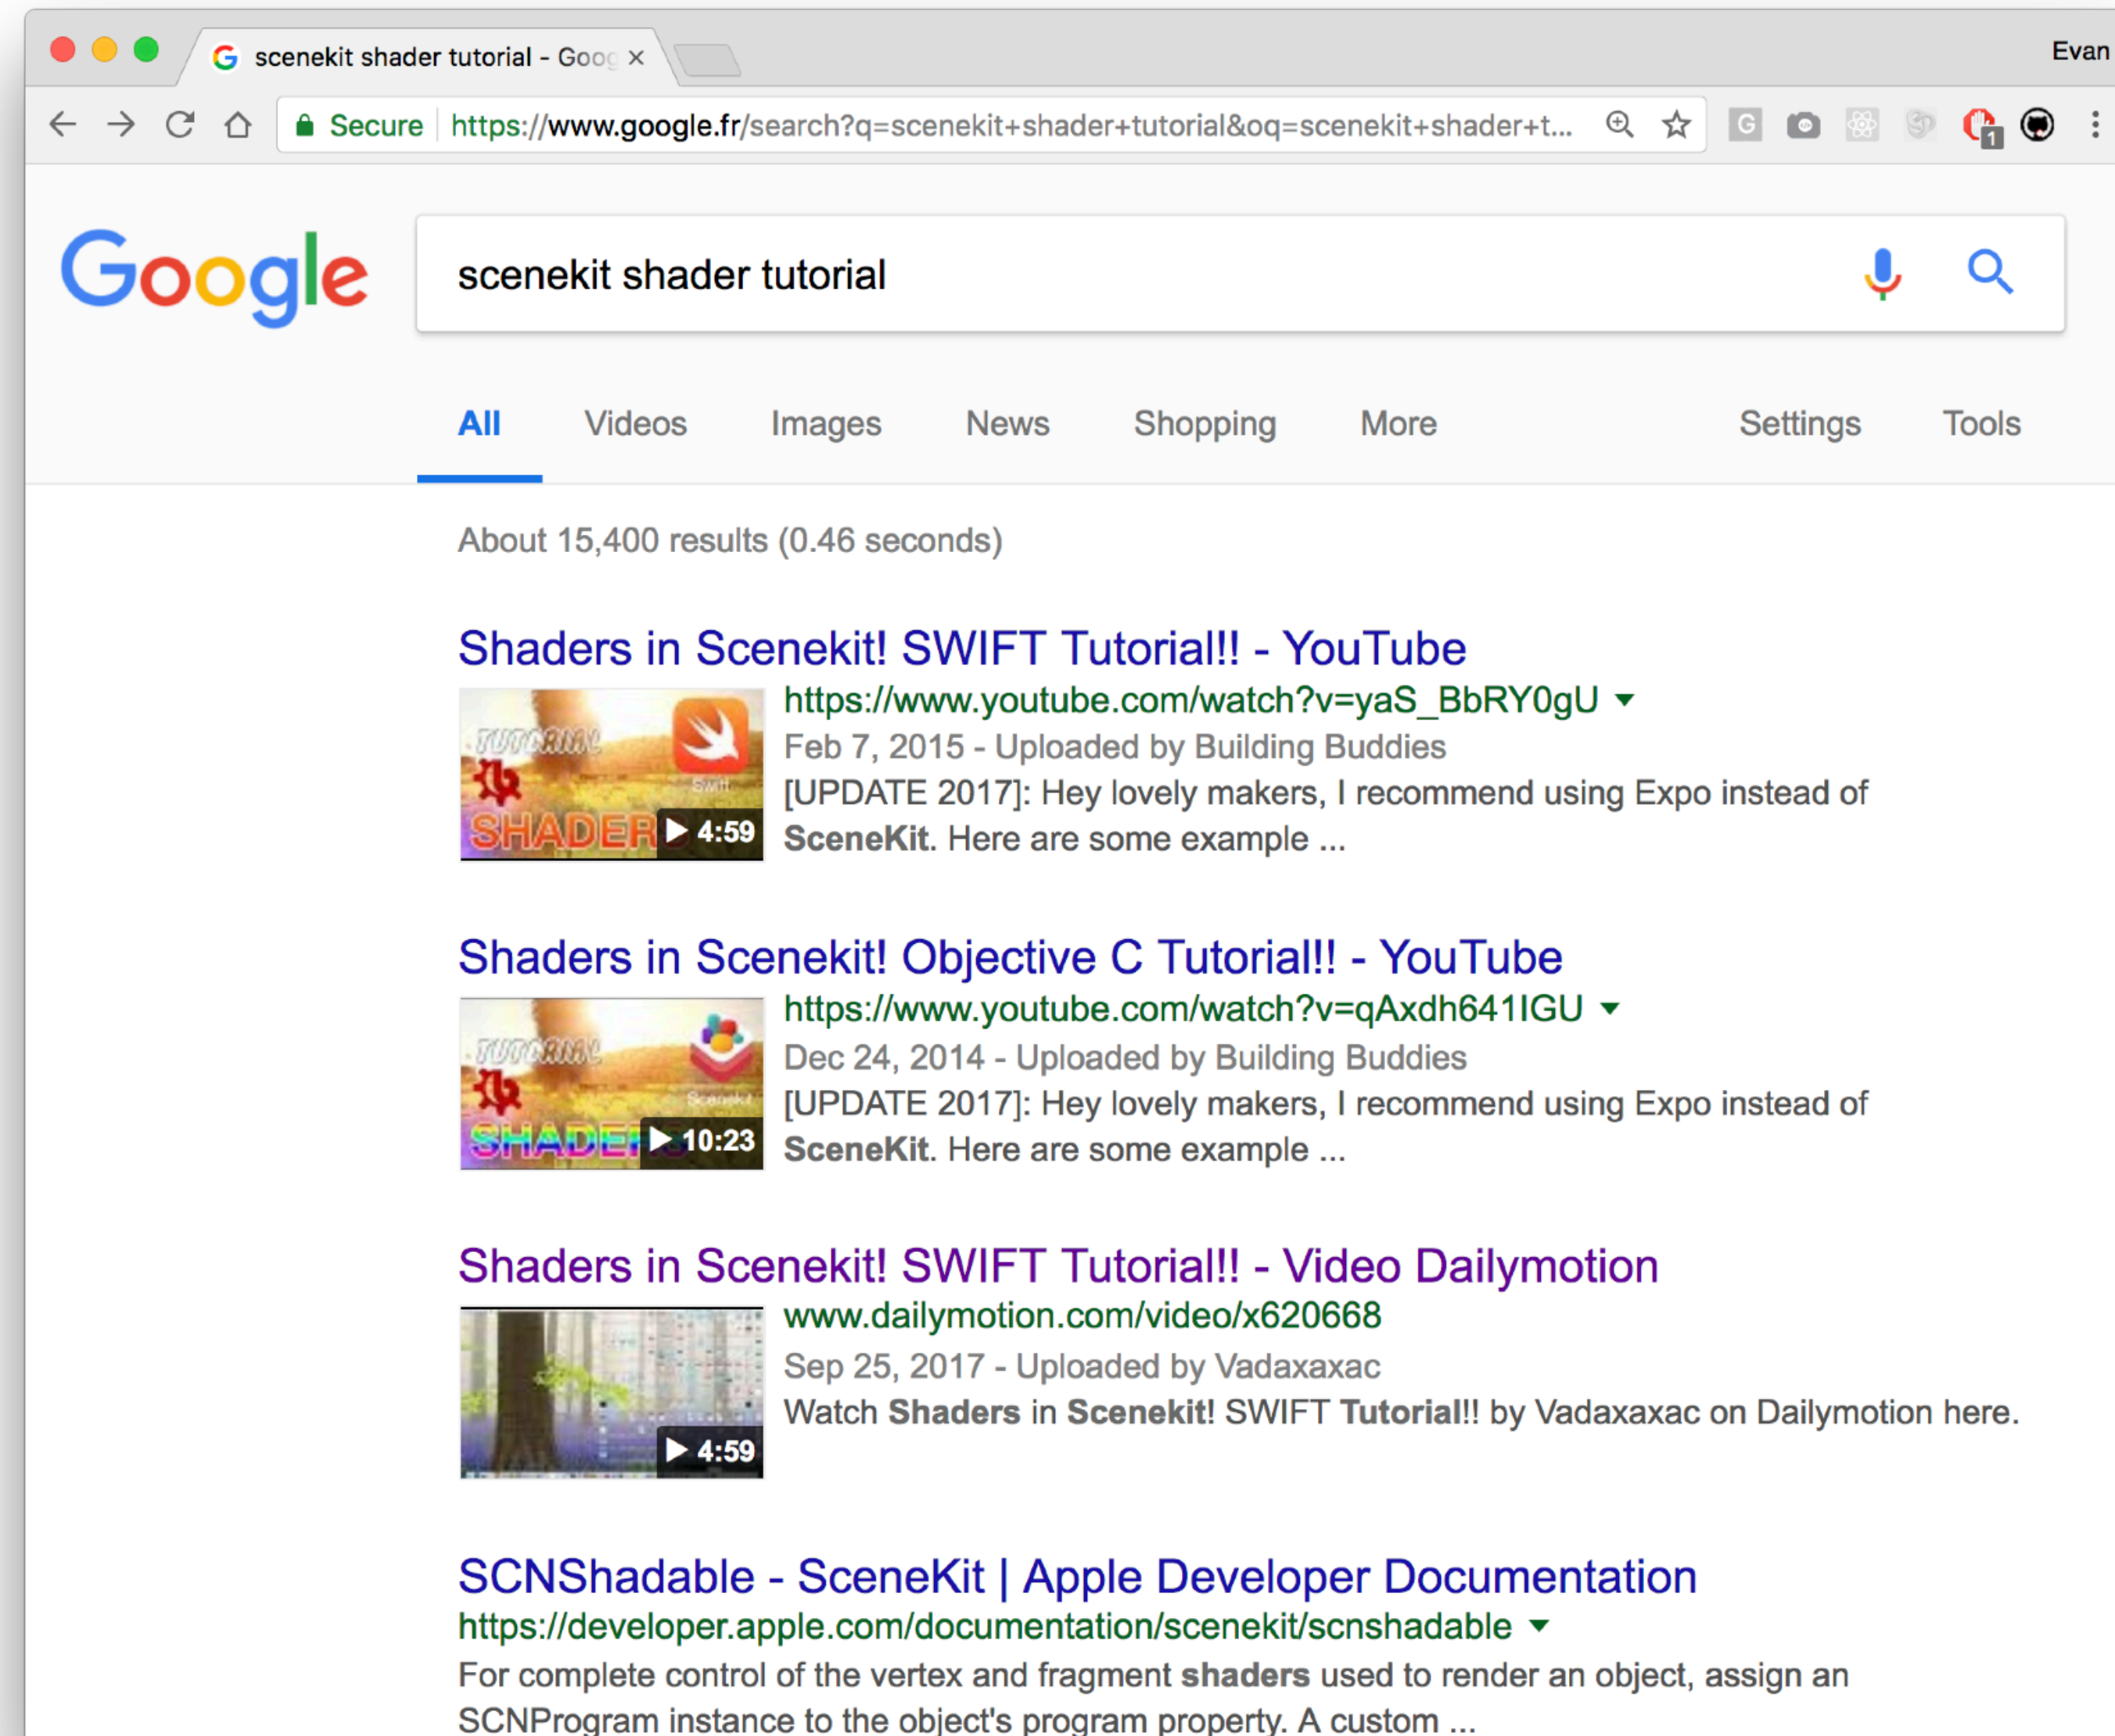 scenekit shader tutorial - Goog
Evan
Secure https://www.google.fr/search?q=scenekit+shader+tutorial&oq=scenekit+shader+t...
G
1
Google
scenekit shader tutorial
All Videos Images News Shopping More Settings Tools
About 15,400 results (0.46 seconds)
Shaders in Scenekit! SWIFT Tutorial!! - YouTube
https://www.youtube.com/watch?v=yaS_BbRY0gU
TUTORIAL
Swift
SHADER
4:59
Feb 7, 2015 - Uploaded by Building Buddies
[UPDATE 2017]: Hey lovely makers, I recommend using Expo instead of
SceneKit. Here are some example ...
Shaders in Scenekit! Objective C Tutorial!! - YouTube
https://www.youtube.com/watch?v=qAxdh641IGU
TUTORIAL
Scenekit
SHADERS
10:23
Dec 24, 2014 - Uploaded by Building Buddies
[UPDATE 2017]: Hey lovely makers, I recommend using Expo instead of
SceneKit. Here are some example ...
Shaders in Scenekit! SWIFT Tutorial!! - Video Dailymotion
www.dailymotion.com/video/x620668
4:59
Sep 25, 2017 - Uploaded by Vadaxaxac
Watch Shaders in Scenekit! SWIFT Tutorial!! by Vadaxaxac on Dailymotion here.
SCNShadable - SceneKit | Apple Developer Documentation
https://developer.apple.com/documentation/scenekit/scnshadable
For complete control of the vertex and fragment shaders used to render an object, assign an
SCNProgram instance to the object's program property. A custom ...